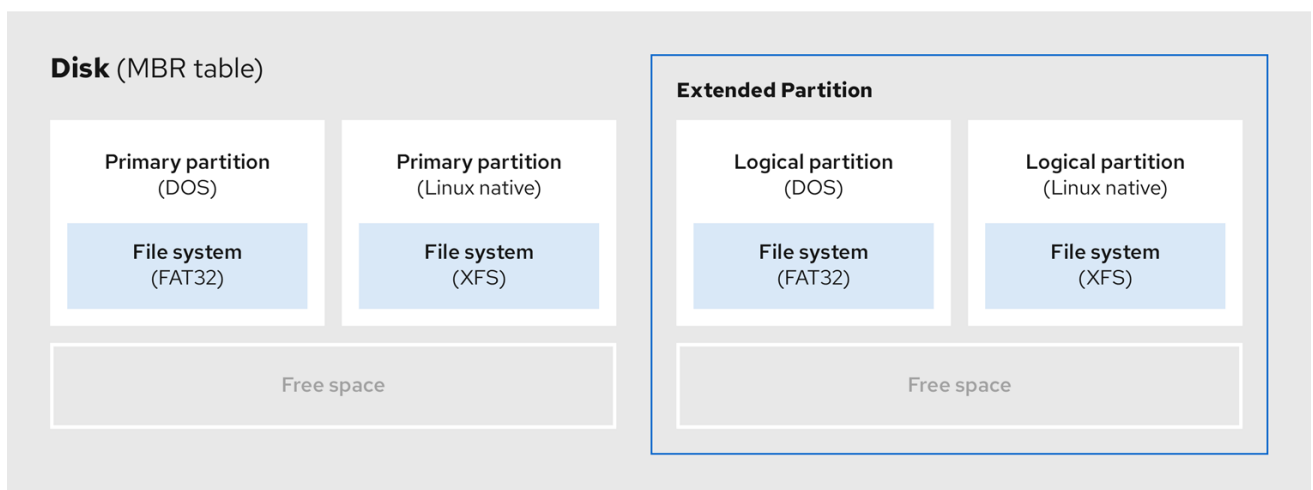 Disk (MBR table)
Primary partition
(DOS)
File system
(FAT32)
Primary partition
(Linux native)
File system
(XFS)
Free space
Extended Partition
Logical partition
(DOS)
File system
(FAT32)
Logical partition
(Linux native)
File system
(XFS)
Free space